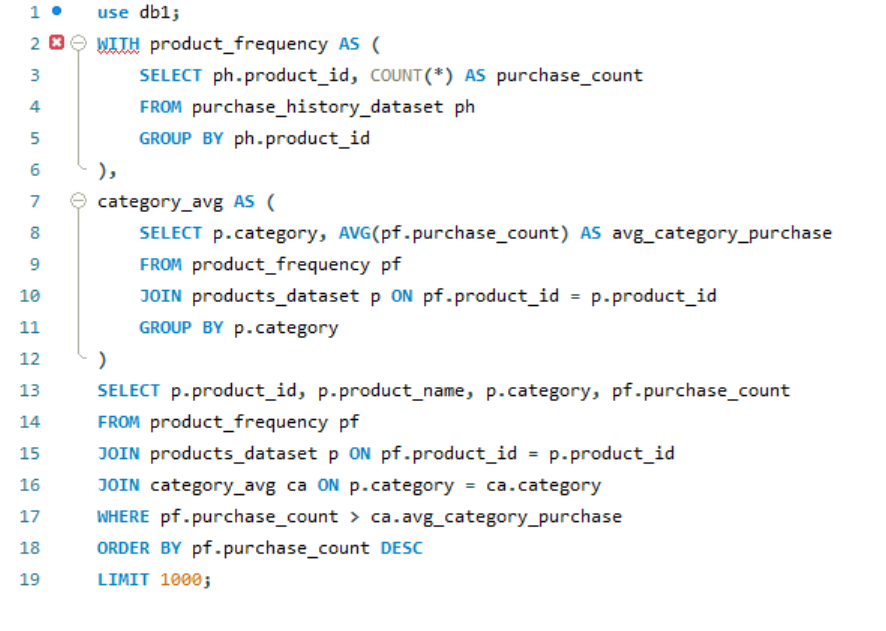 1 use db1;
2 WITH product_frequency AS (
3 SELECT ph.product_id, COUNT(*) AS purchase_count
4 FROM purchase_history_dataset ph
5 GROUP BY ph.product_id
6 ),
7 category_avg AS (
8 SELECT p.category, AVG(pf.purchase_count) AS avg_category_purchase
9 FROM product_frequency pf
10 JOIN products_dataset p ON pf.product_id = p.product_id
11 GROUP BY p.category
12 )
13 SELECT p.product_id, p.product_name, p.category, pf.purchase_count
14 FROM product_frequency pf
15 JOIN products_dataset p ON pf.product_id = p.product_id
16 JOIN category_avg ca ON p.category = ca.category
17 WHERE pf.purchase_count > ca.avg_category_purchase
18 ORDER BY pf.purchase_count DESC
19 LIMIT 1000;